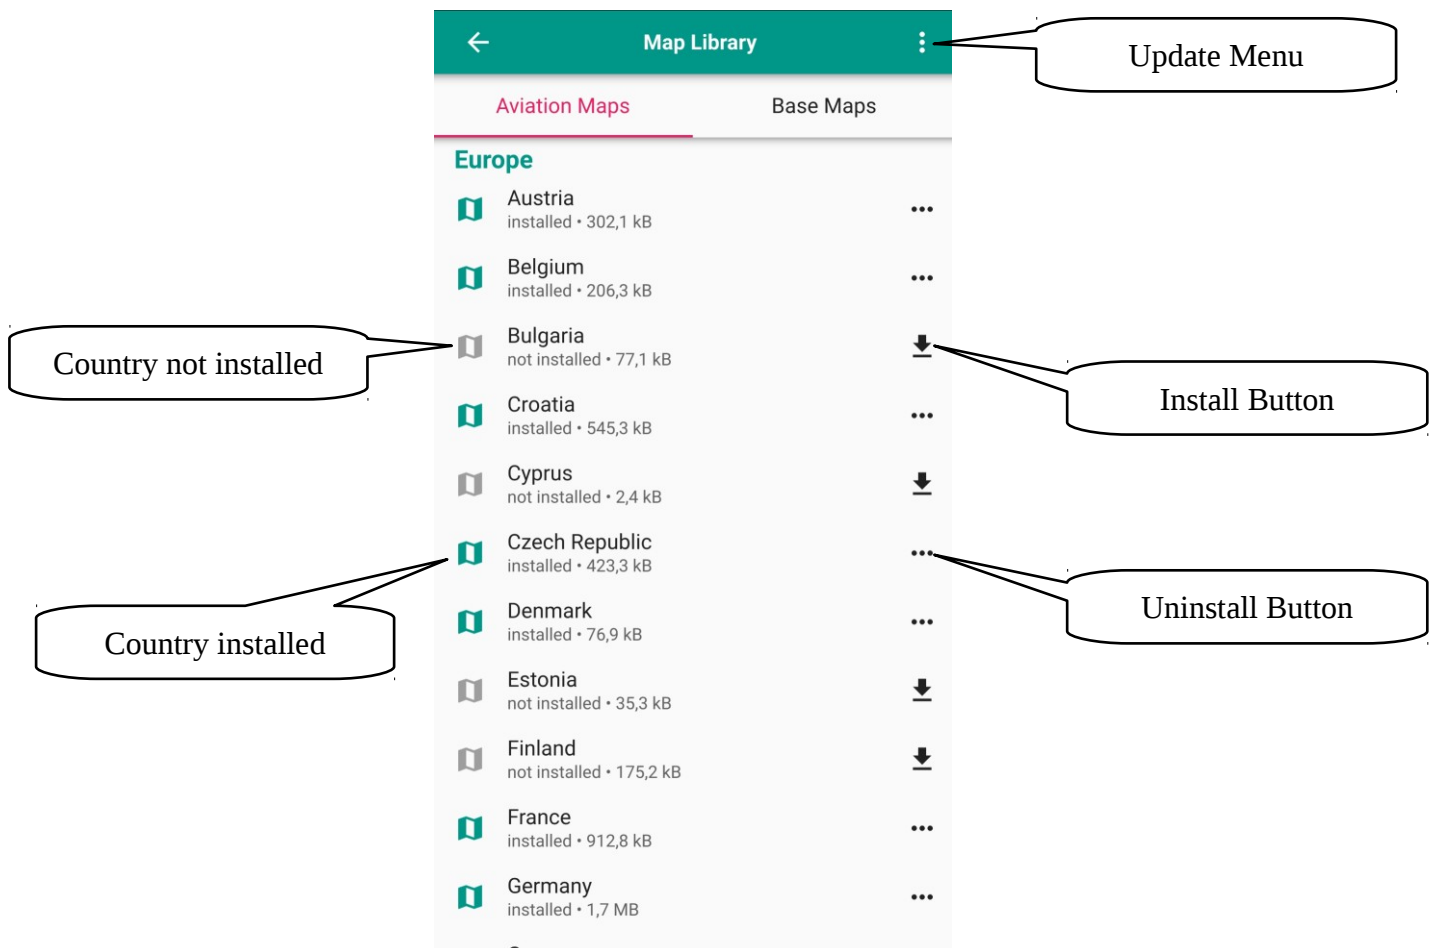 Map Library
Update Menu
Aviation Maps
Base Maps
Europe
Austria
installed • 302,1 kB
Belgium
installed • 206,3 kB
Bulgaria
not installed • 77,1 kB
Country not installed
Install Button
Croatia
installed • 545,3 kB
Cyprus
not installed • 2,4 kB
Czech Republic
installed • 423,3 kB
Uninstall Button
Denmark
installed • 76,9 kB
Country installed
Estonia
not installed • 35,3 kB
Finland
not installed • 175,2 kB
France
installed • 912,8 kB
Germany
installed • 1,7 MB